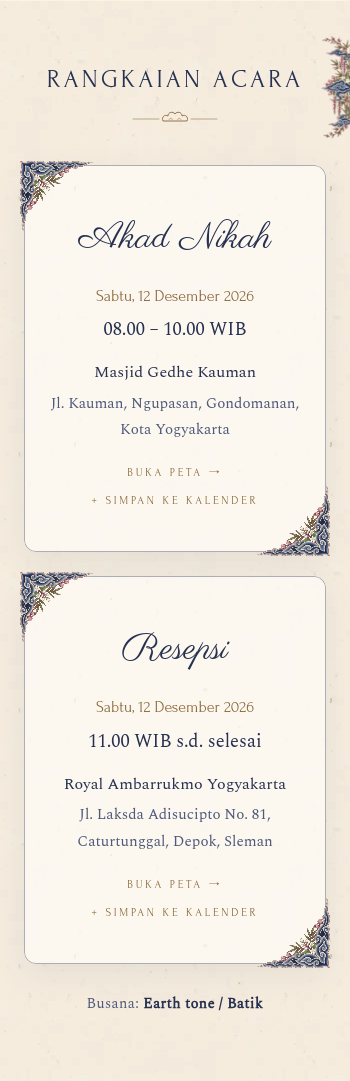 RANGKAIAN ACARA
Akad Nikah
Sabtu, 12 Desember 2026
08.00 – 10.00 WIB
Masjid Gedhe Kauman
Jl. Kauman, Ngupasan, Gondomanan,
Kota Yogyakarta
BUKA PETA →
+ SIMPAN KE KALENDER
Resepsi
Sabtu, 12 Desember 2026
11.00 WIB s.d. selesai
Royal Ambarrukmo Yogyakarta
Jl. Laksda Adisucipto No. 81,
Caturtunggal, Depok, Sleman
BUKA PETA →
+ SIMPAN KE KALENDER
Busana: Earth tone / Batik